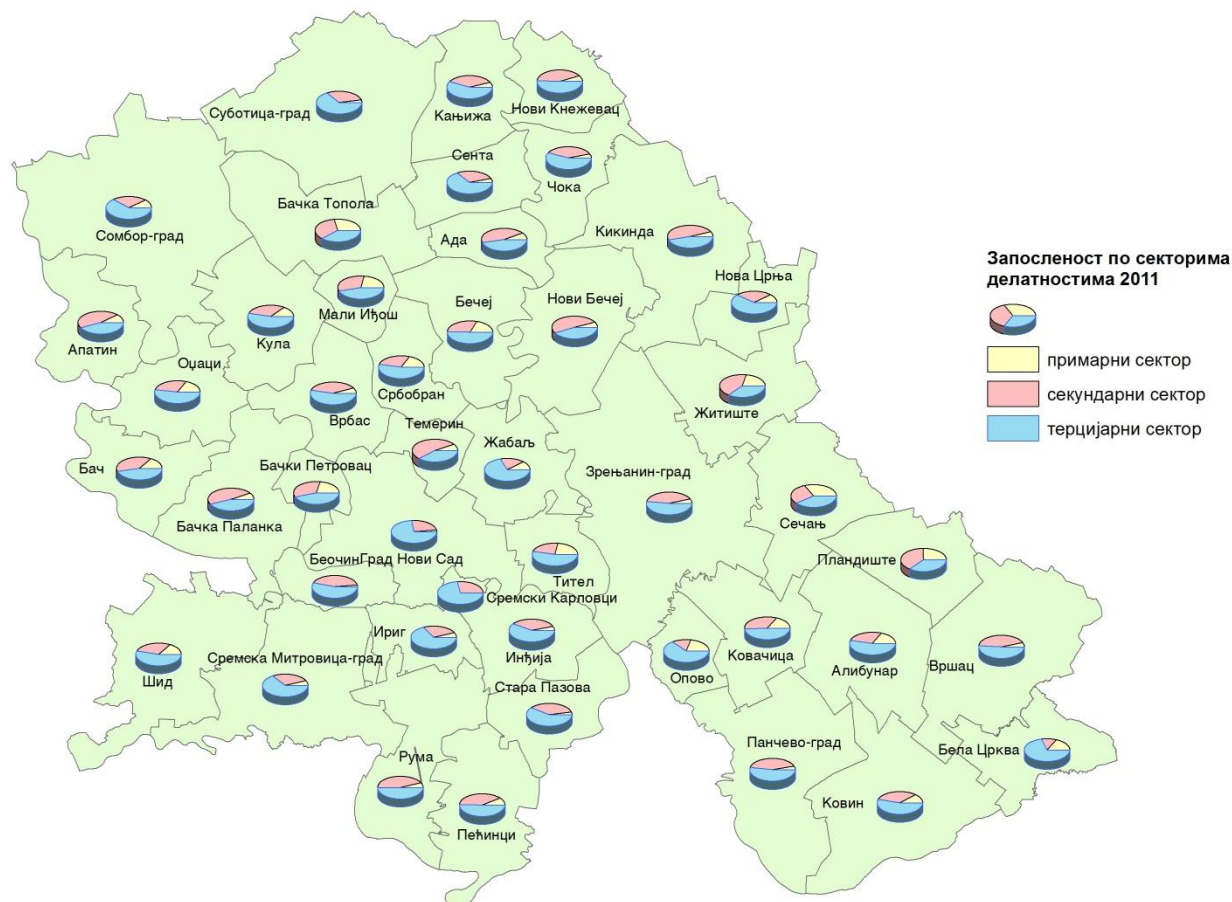 Суботица-град
Кањижа
Нови Кнежевац
Сента
Чока
Сомбор-град
Бачка Топола
Ада
Кикинда
Нова Црња
Мали Иђош
Бечеј
Нови Бечеј
Апатин
Кула
Оџаци
Србобран
Врбас
Житиште
Темерин
Жабаљ
Бач
Бачки Петровац
Зрењанин-град
Бачка Паланка
Сечањ
БеочинГрад Нови Сад
Тител
Пландиште
Сремски Карловци
Ириг
Инђија
Ковачица
Шид
Сремска Митровица-град
Опово
Алибунар
Вршац
Стара Пазова
Панчево-град
Бела Црква
Рума
Ковин
Пећинци
Запосленост по секторима
делатностима 2011
примарни сектор
секундарни сектор
терцијарни сектор